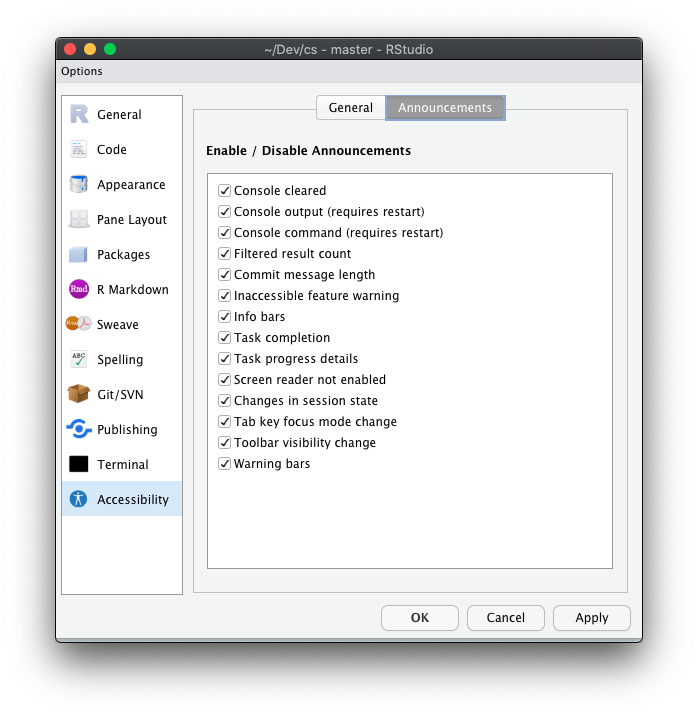 ~/Dev/cs - master - RStudio
Options
General
Code
Appearance
Pane Layout
Packages
Rmd R Markdown
Sweave
ABC Spelling
Git/SVN
Publishing
Terminal
Accessibility
General Announcements
Enable / Disable Announcements
Console cleared
Console output (requires restart)
Console command (requires restart)
Filtered result count
Commit message length
Inaccessible feature warning
Info bars
Task completion
Task progress details
Screen reader not enabled
Changes in session state
Tab key focus mode change
Toolbar visibility change
Warning bars
OK Cancel Apply